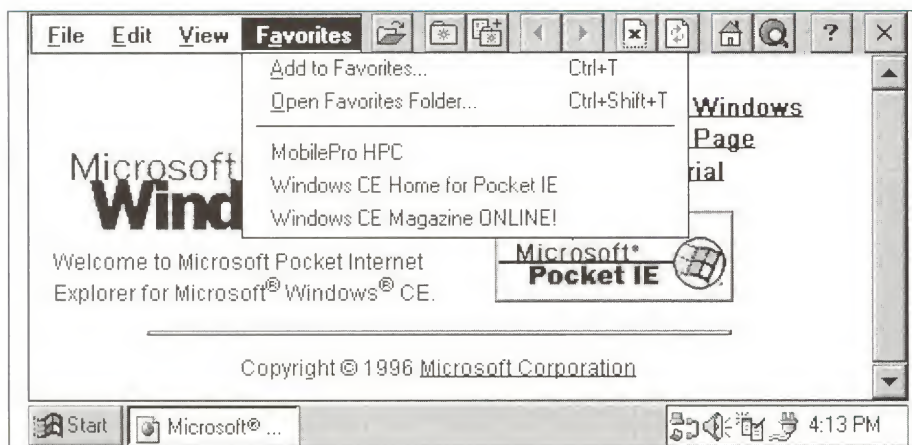 File Edit View Favorites ?
Add to Favorites... Ctrl+T
Open Favorites Folder... Ctrl+Shift+T
MobilePro HPC
Windows CE Home for Pocket IE
Windows CE Magazine ONLINE!
Windows
Page
rial
Microsoft
Wind
Welcome to Microsoft Pocket Internet
Explorer for Microsoft® Windows® CE.
Microsoft
Pocket IE
Copyright © 1996 Microsoft Corporation
Start Microsoft® ... 4:13 PM